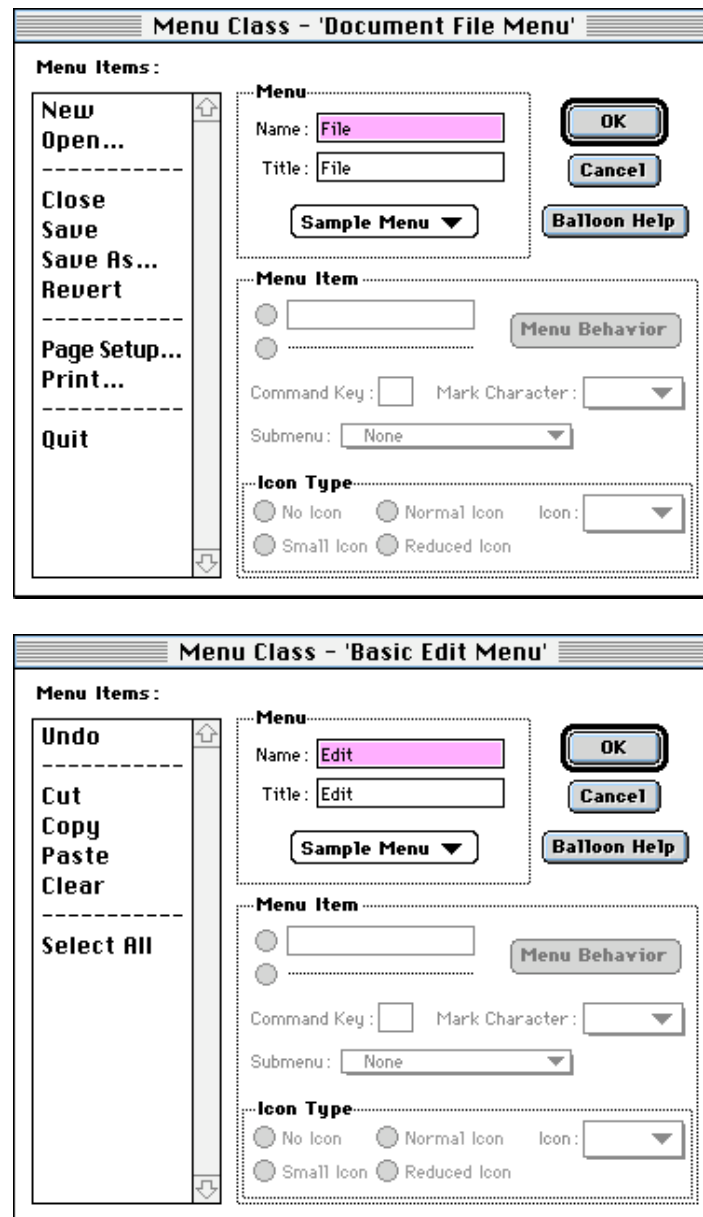 Menu Class - 'Document File Menu'
Menu Items:
New
Open...
-----------
Close
Save
Save As...
Revert
-----------
Page Setup...
Print...
-----------
Quit
Menu
Name: File
Title: File
Sample Menu
OK
Cancel
Balloon Help
Menu Item
Menu Behavior
Command Key: Mark Character:
Submenu: None
Icon Type
No Icon Normal Icon Icon:
Small Icon Reduced Icon
Menu Class - 'Basic Edit Menu'
Menu Items:
Undo
-----------
Cut
Copy
Paste
Clear
-----------
Select All
Menu
Name: Edit
Title: Edit
Sample Menu
OK
Cancel
Balloon Help
Menu Item
Menu Behavior
Command Key: Mark Character:
Submenu: None
Icon Type
No Icon Normal Icon Icon:
Small Icon Reduced Icon